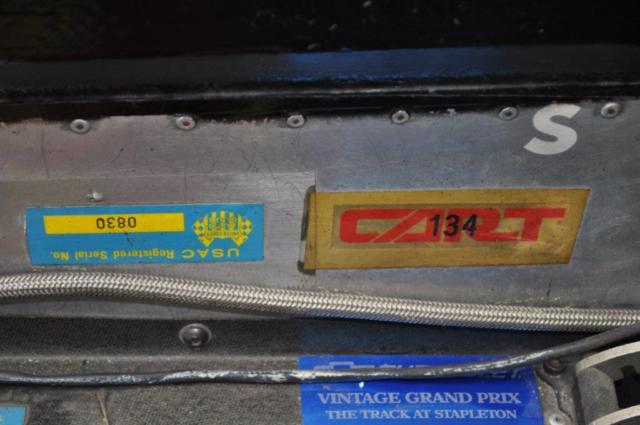 S
CART
134
0830
USAC Registered Serial No.
VINTAGE GRAND PRIX
THE TRACK AT STAPLETON